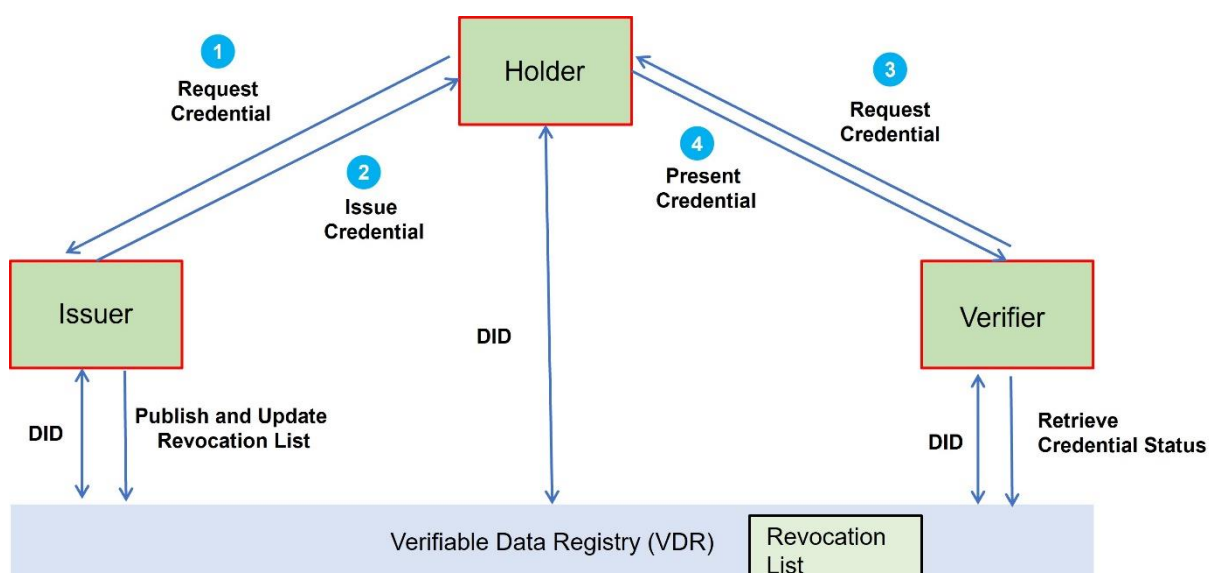 1
Request
Credential
Holder
3
Request
Credential
4
Present
Credential
2
Issue
Credential
Issuer
Verifier
DID
DID
Publish and Update
Revocation List
DID
Retrieve
Credential Status
Verifiable Data Registry (VDR)
Revocation
List